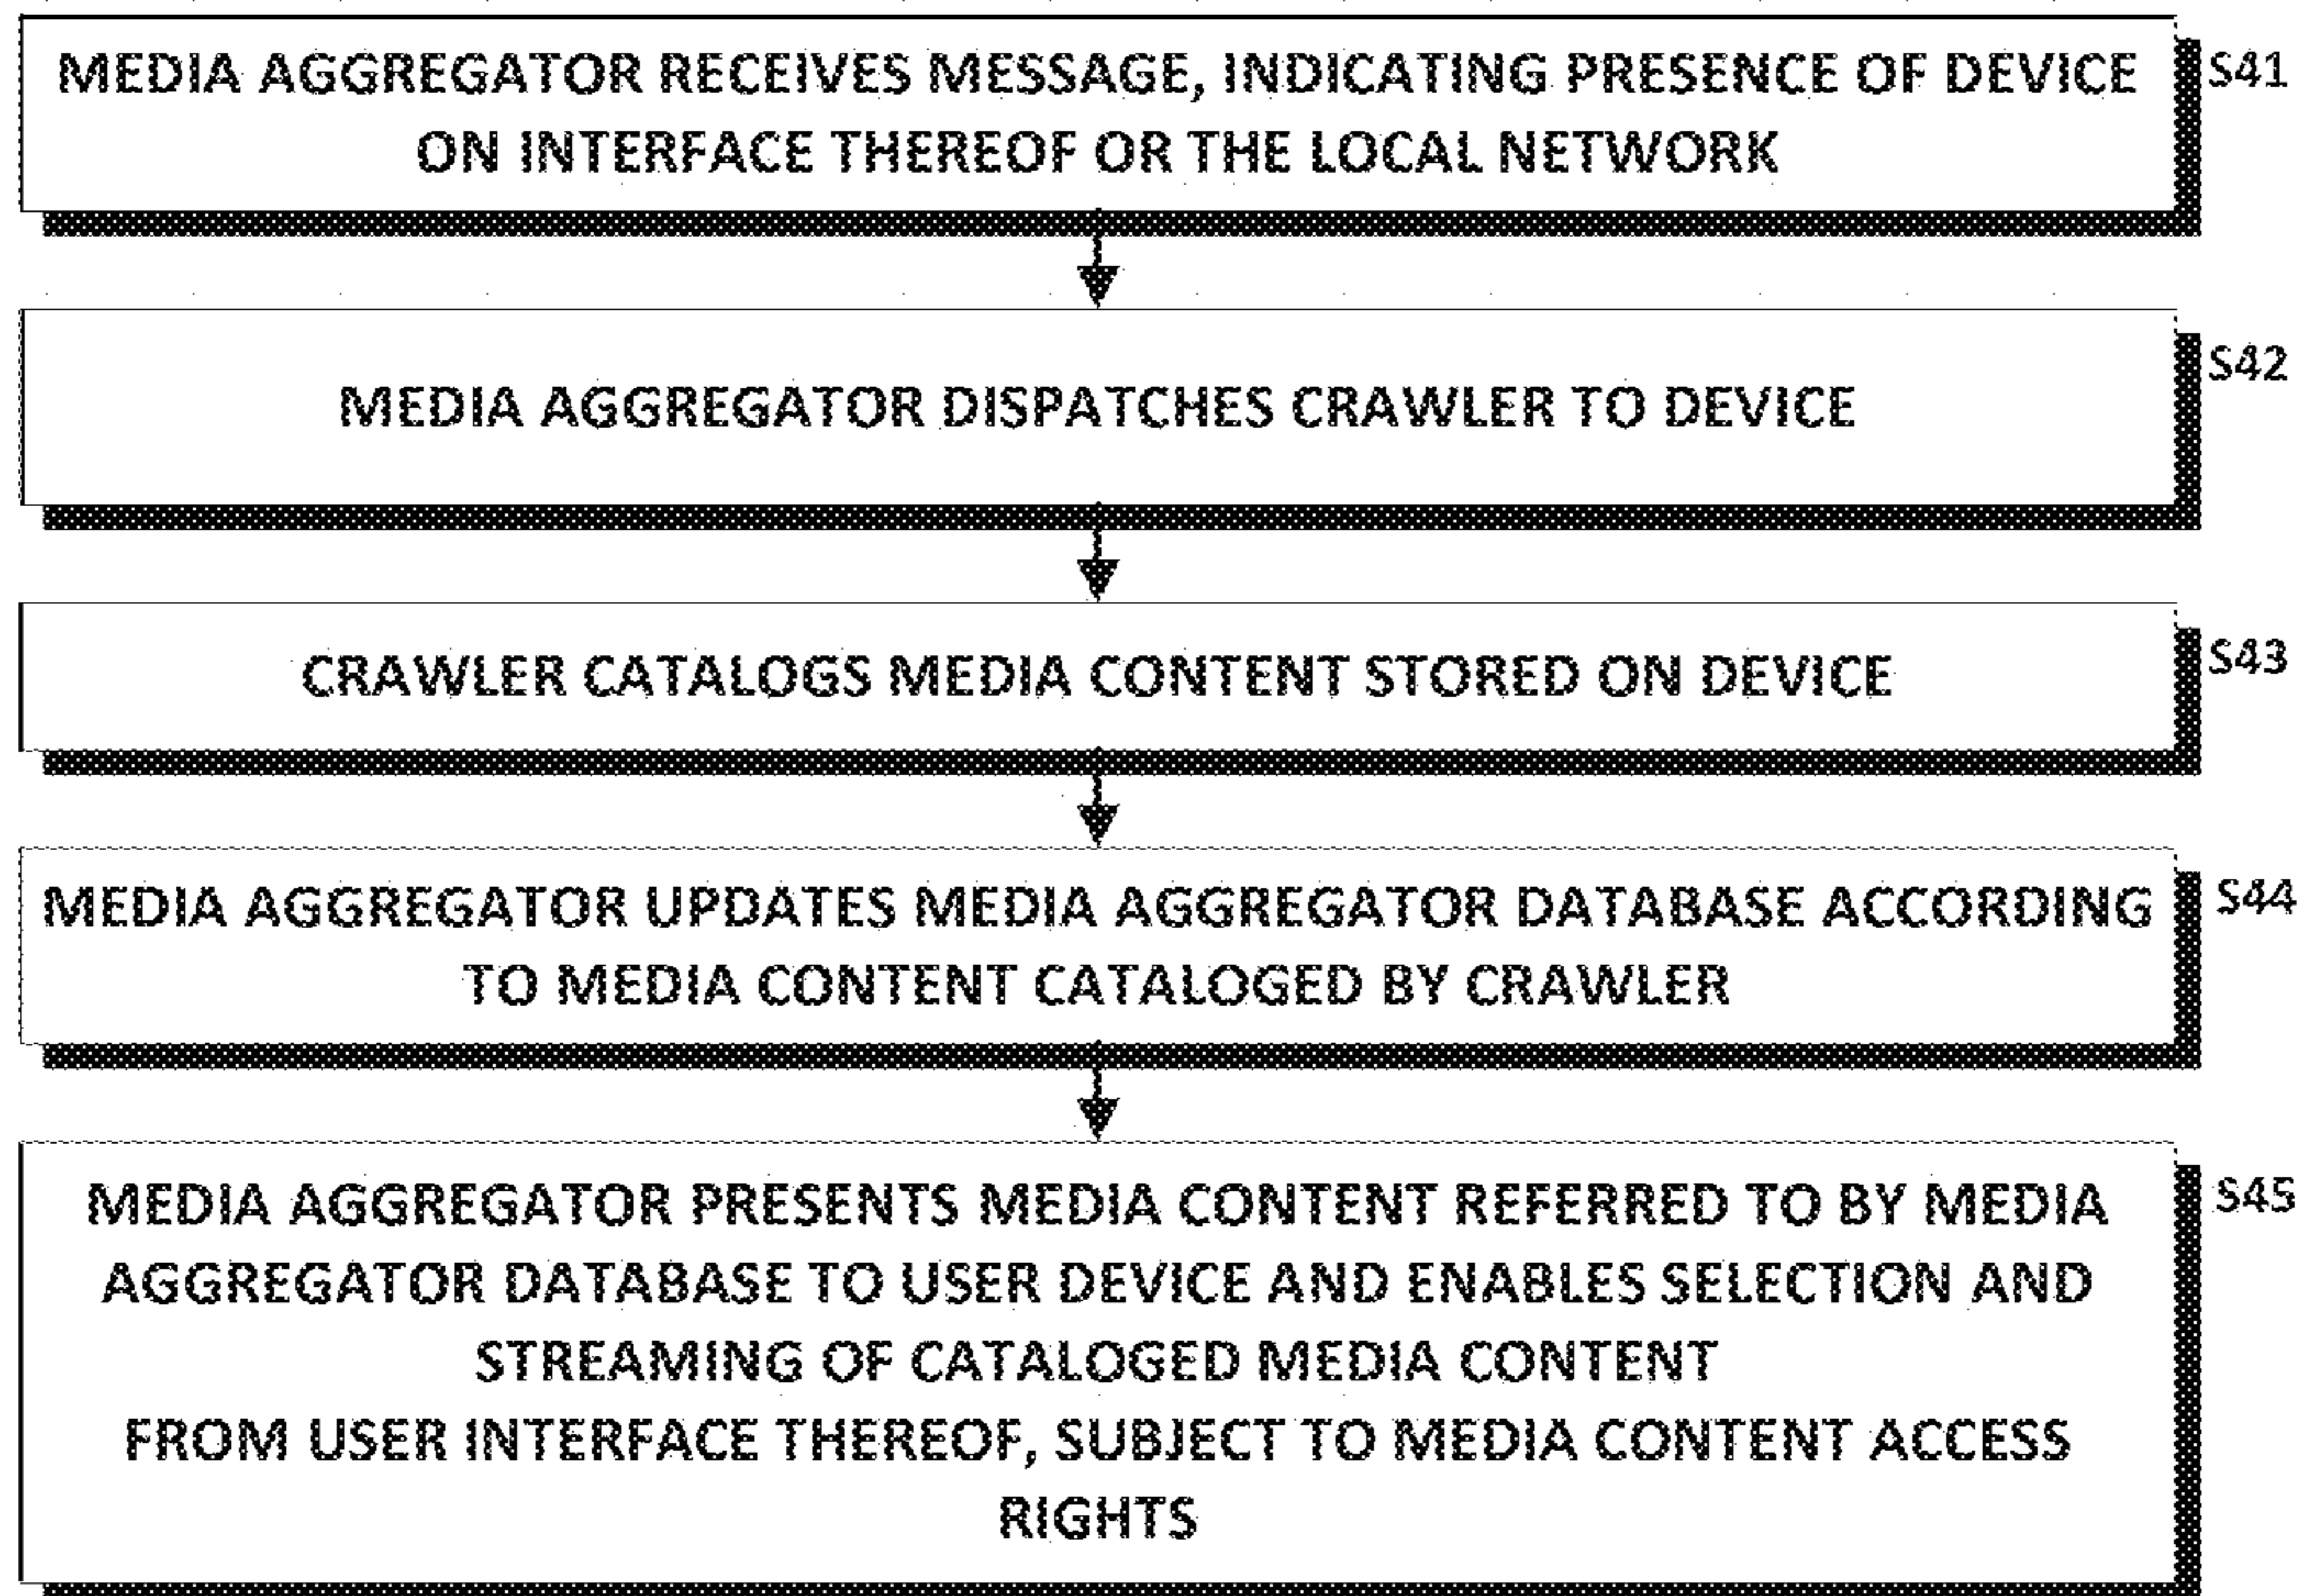 MEDIA AGGREGATOR RECEIVES MESSAGE, INDICATING PRESENCE OF DEVICE
ON INTERFACE THEREOF OR THE LOCAL NETWORK
S41
MEDIA AGGREGATOR DISPATCHES CRAWLER TO DEVICE
S42
CRAWLER CATALOGS MEDIA CONTENT STORED ON DEVICE
S43
MEDIA AGGREGATOR UPDATES MEDIA AGGREGATOR DATABASE ACCORDING
TO MEDIA CONTENT CATALOGED BY CRAWLER
S44
MEDIA AGGREGATOR PRESENTS MEDIA CONTENT REFERRED TO BY MEDIA
AGGREGATOR DATABASE TO USER DEVICE AND ENABLES SELECTION AND
STREAMING OF CATALOGED MEDIA CONTENT
FROM USER INTERFACE THEREOF, SUBJECT TO MEDIA CONTENT ACCESS
RIGHTS
S45